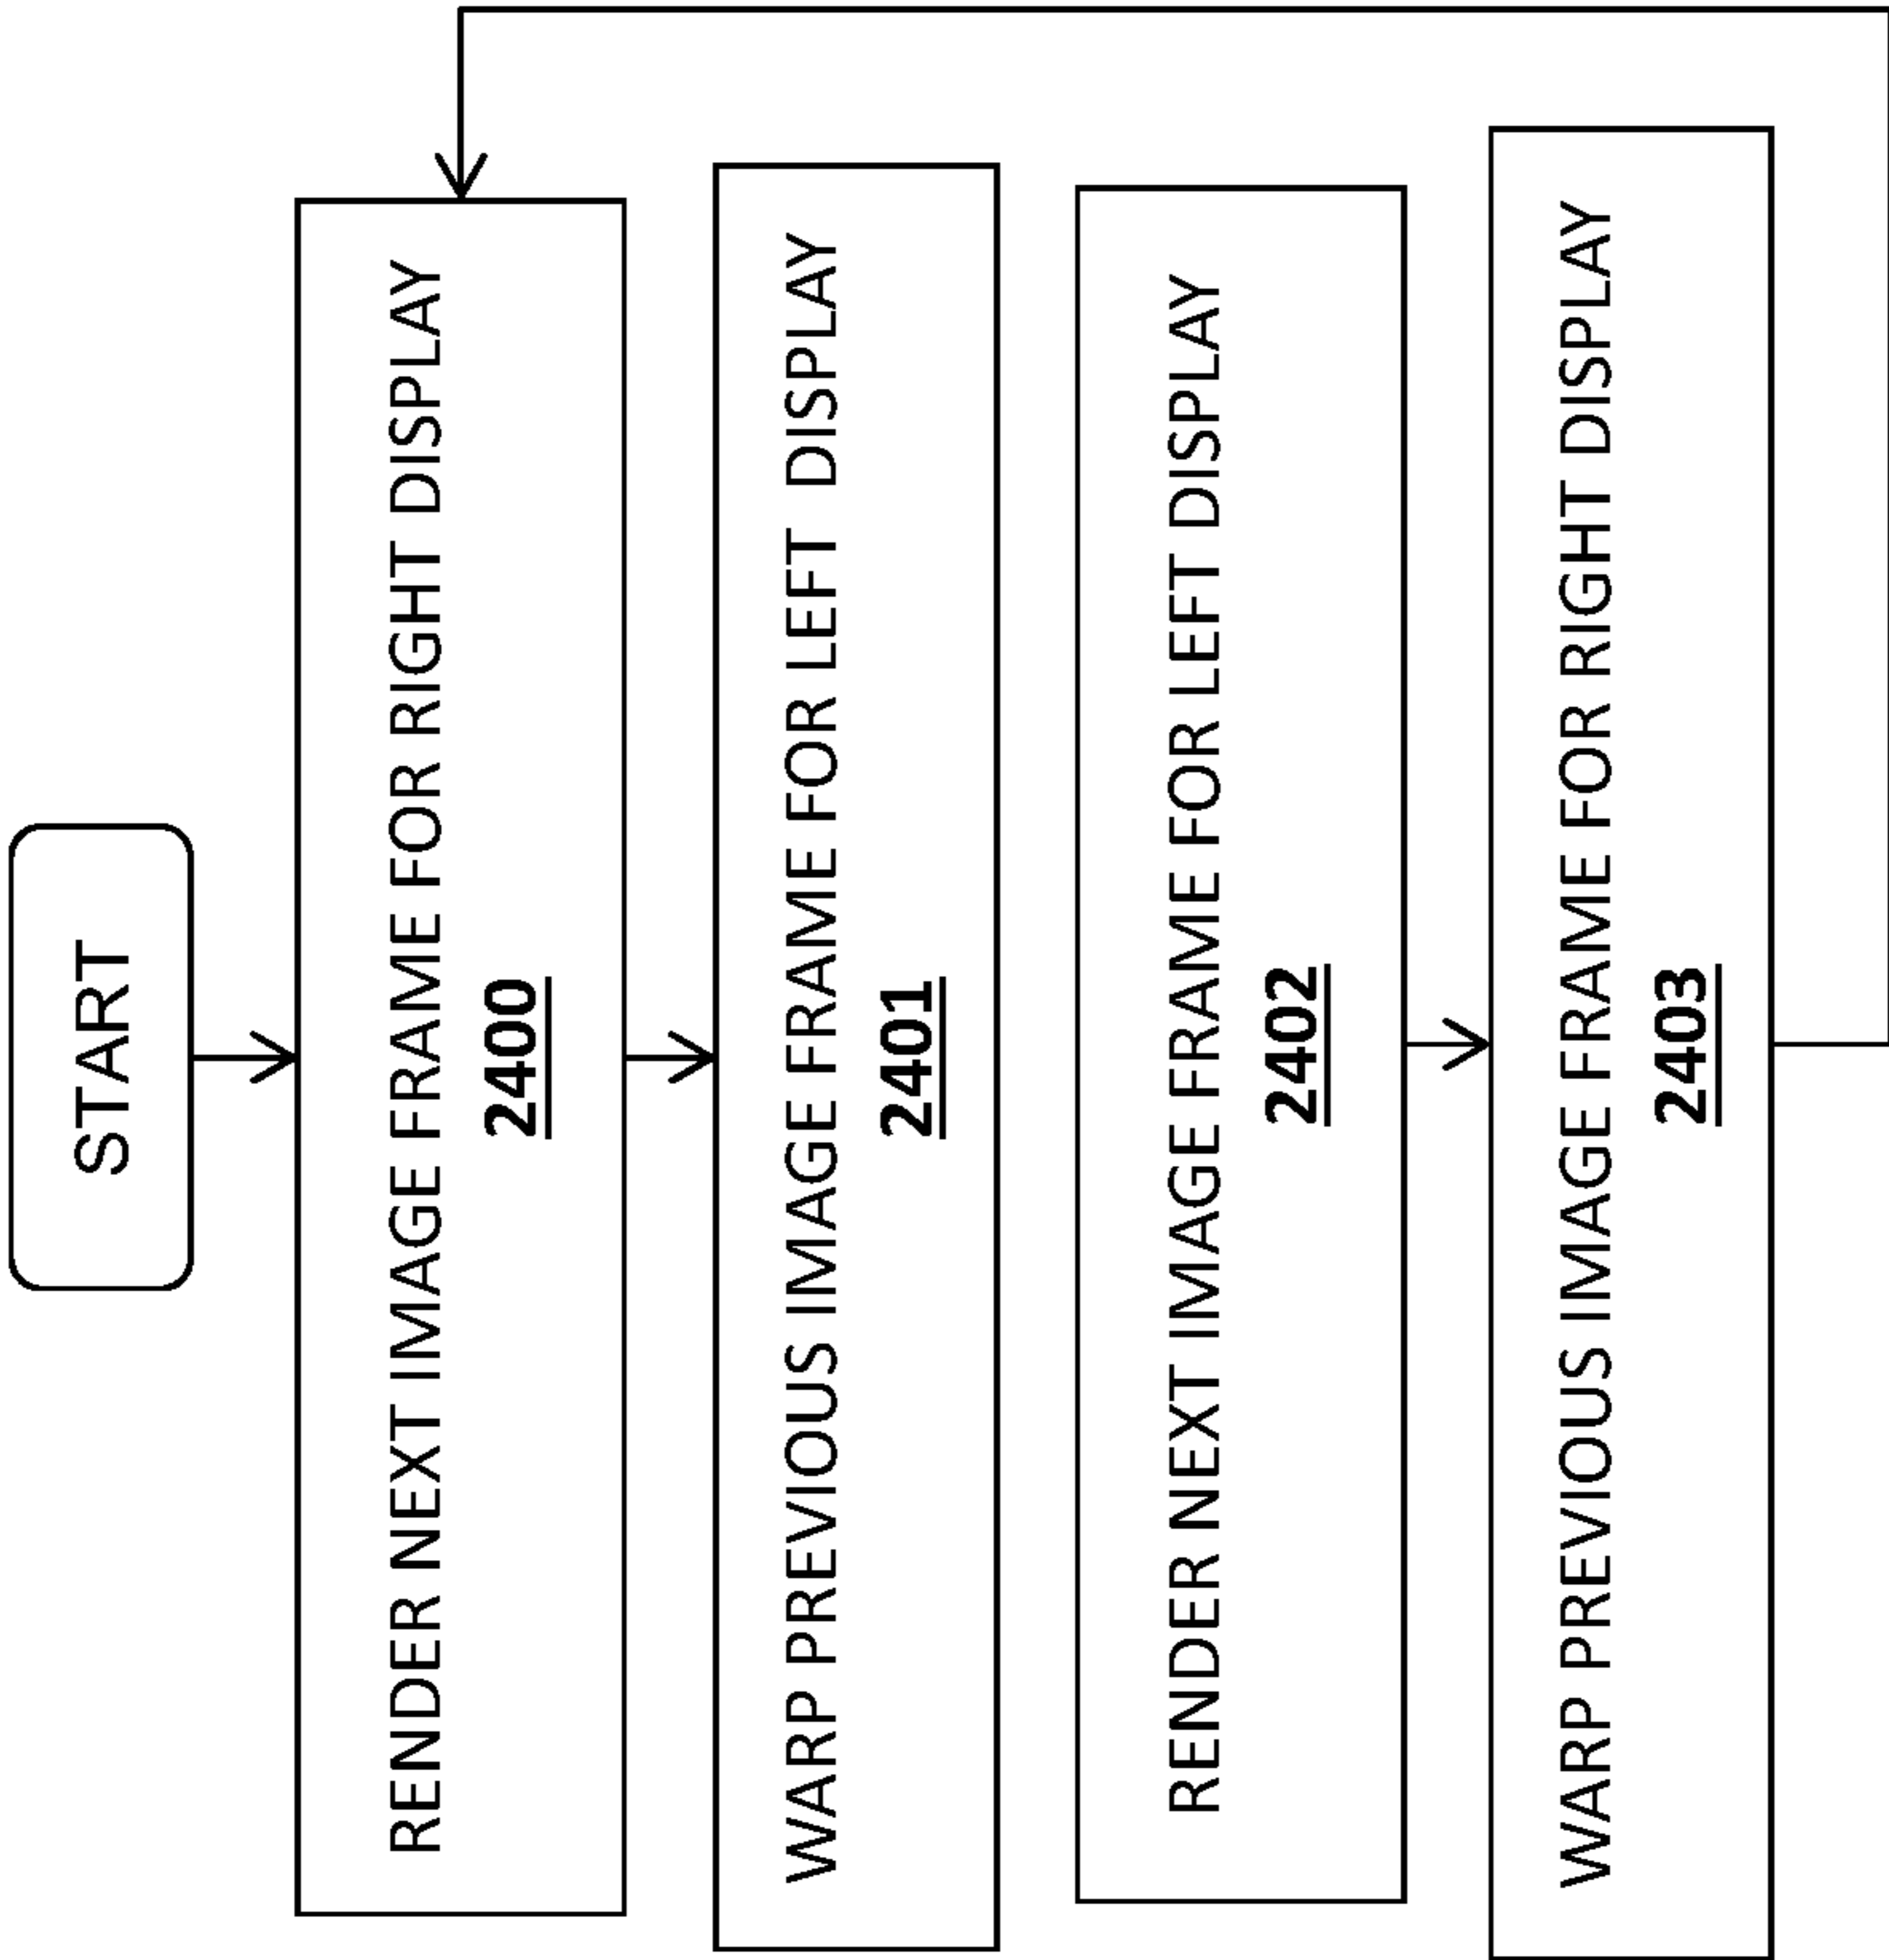 START
RENDER NEXT IMAGE FRAME FOR RIGHT DISPLAY
2400
WARP PREVIOUS IMAGE FRAME FOR LEFT DISPLAY
2401
RENDER NEXT IMAGE FRAME FOR LEFT DISPLAY
2402
WARP PREVIOUS IMAGE FRAME FOR RIGHT DISPLAY
2403